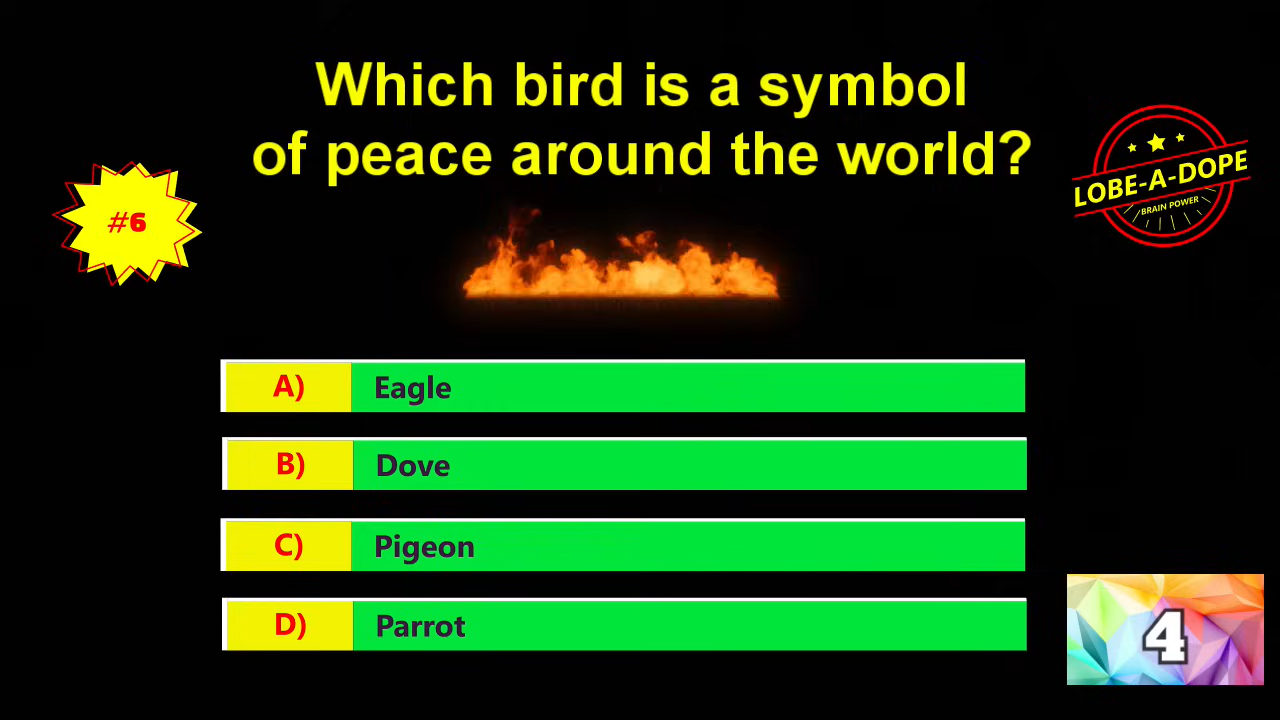 Which bird is a symbol
of peace around the world?
#6
LOBE-A-DOPE
BRAIN POWER
A) Eagle
B) Dove
C) Pigeon
D) Parrot
4